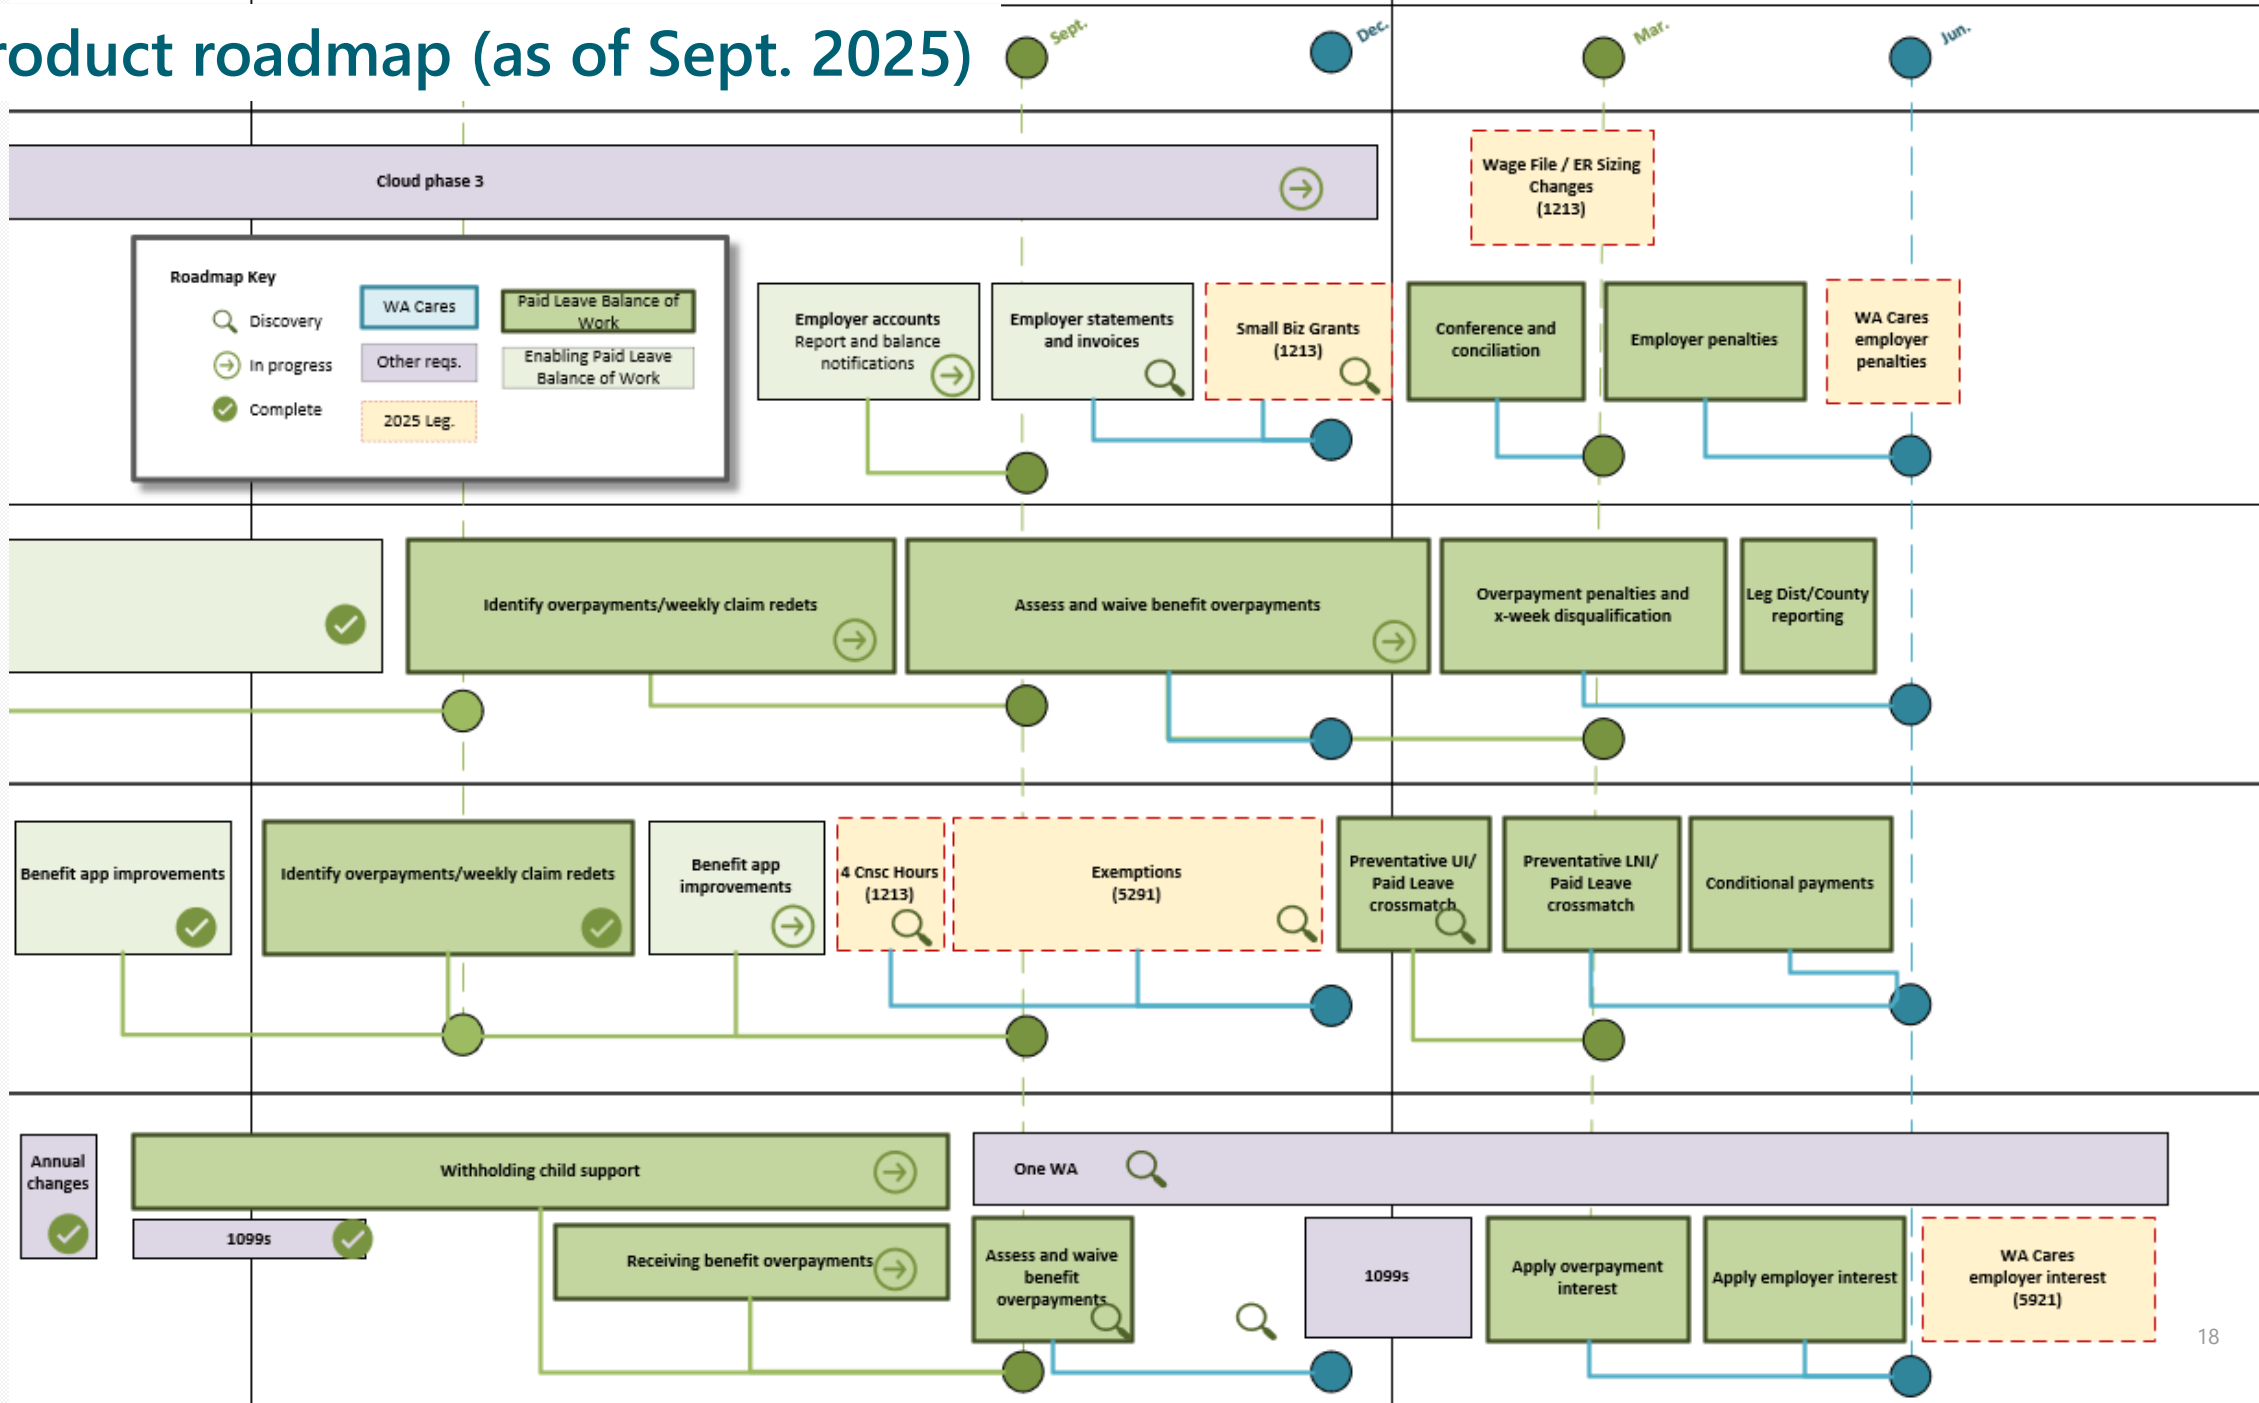 roduct roadmap (as of Sept. 2025)
Sept.
Dec.
Mar.
Jun.
Cloud phase 3
Wage File / ER Sizing
Changes
(1213)
Roadmap Key
Discovery
In progress
Complete
WA Cares
Other reqs.
2025 Leg.
Paid Leave Balance of
Work
Enabling Paid Leave
Balance of Work
Employer accounts
Report and balance
notifications
Employer statements
and invoices
Small Biz Grants
(1213)
Conference and
conciliation
Employer penalties
WA Cares
employer
penalties
Identify overpayments/weekly claim redets
Assess and waive benefit overpayments
Overpayment penalties and
x-week disqualification
Leg Dist/County
reporting
Benefit app improvements
Identify overpayments/weekly claim redets
Benefit app
improvements
4 Cnsc Hours
(1213)
Exemptions
(5291)
Preventative UI/
Paid Leave
crossmatch
Preventative LNI/
Paid Leave
crossmatch
Conditional payments
Annual
changes
Withholding child support
1099s
Receiving benefit overpayments
One WA
Assess and waive
benefit
overpayments
1099s
Apply overpayment
interest
Apply employer interest
WA Cares
employer interest
(5921)
18